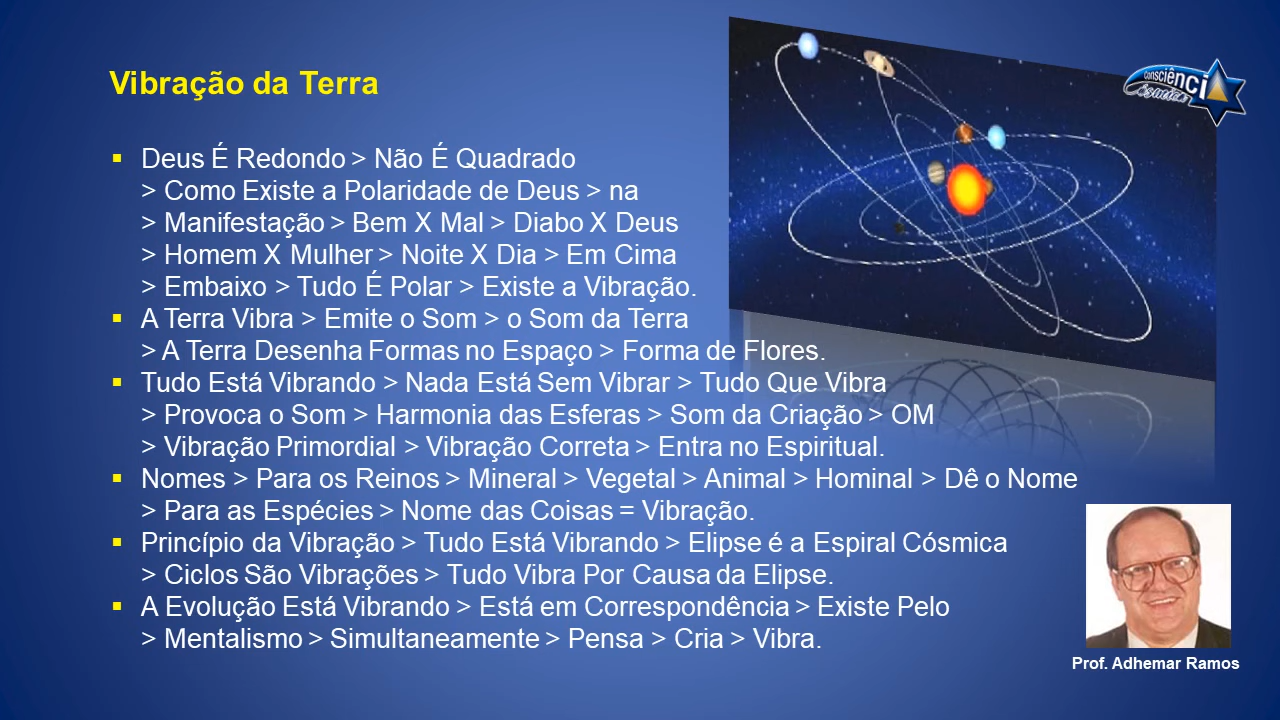 Vibração da Terra
consciênci
Cósmica
Deus É Redondo > Não É Quadrado
> Como Existe a Polaridade de Deus > na
> Manifestação > Bem X Mal > Diabo X Deus
> Homem X Mulher > Noite X Dia > Em Cima
> Embaixo > Tudo É Polar > Existe a Vibração.
A Terra Vibra > Emite o Som > o Som da Terra
> A Terra Desenha Formas no Espaço > Forma de Flores.
Tudo Está Vibrando > Nada Está Sem Vibrar > Tudo Que Vibra
> Provoca o Som > Harmonia das Esferas > Som da Criação > OM
> Vibração Primordial > Vibração Correta > Entra no Espiritual.
Nomes > Para os Reinos > Mineral > Vegetal > Animal > Hominal > Dê o Nome
> Para as Espécies > Nome das Coisas = Vibração.
Princípio da Vibração > Tudo Está Vibrando > Elipse é a Espiral Cósmica
> Ciclos São Vibrações > Tudo Vibra Por Causa da Elipse.
A Evolução Está Vibrando > Está em Correspondência > Existe Pelo
> Mentalismo > Simultaneamente > Pensa > Cria > Vibra.
Prof. Adhemar Ramos